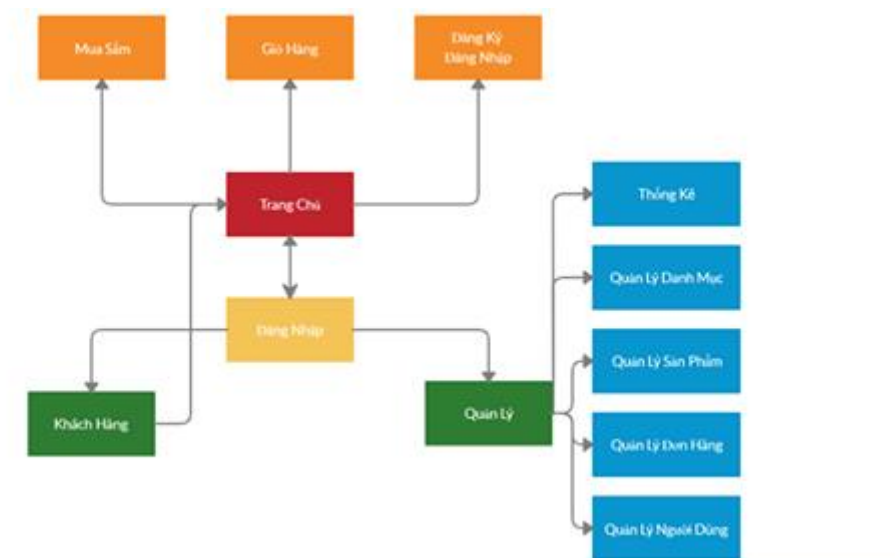 Mua Sắm
Giỏ Hàng
Đăng Ký
Đăng Nhập
Trang Chủ
Thống Kê
Quản Lý Danh Mục
Đăng Nhập
Quản Lý Sản Phẩm
Khách Hàng
Quản Lý
Quản Lý Đơn Hàng
Quản Lý Người Dùng